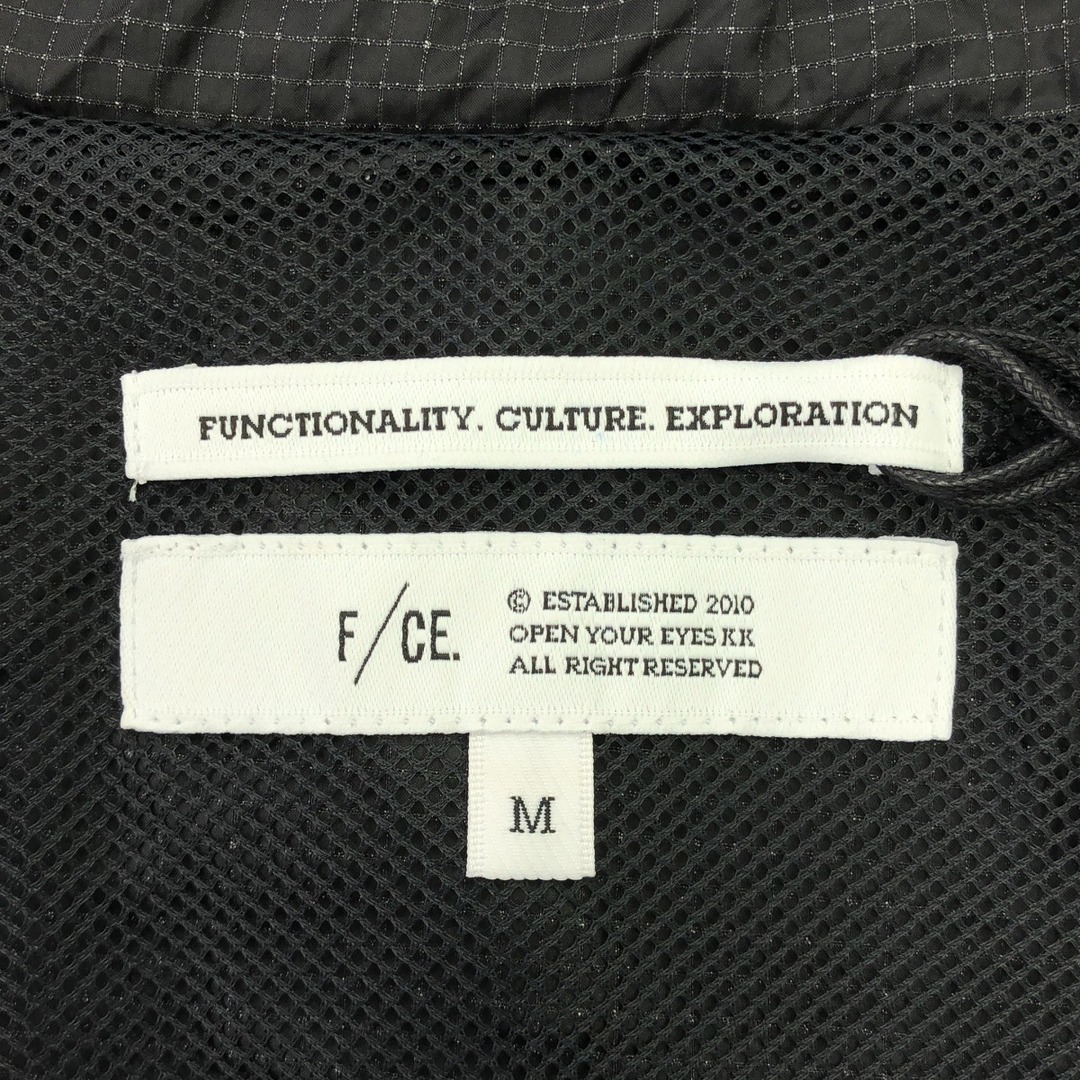 FUNCTIONALITY. CULTURE. EXPLORATION
F/CE.
© ESTABLISHED 2010
OPEN YOUR EYES KK
ALL RIGHT RESERVED
M